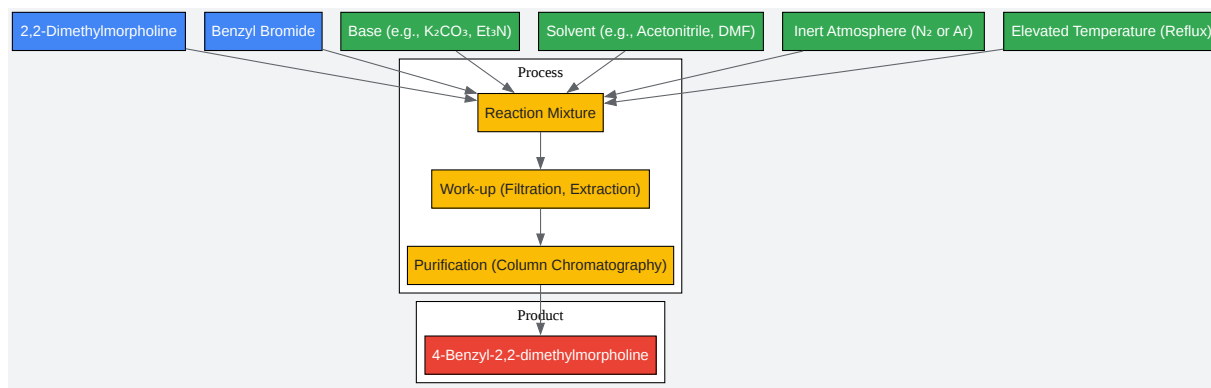 2,2-Dimethylmorpholine
Benzyl Bromide
Base (e.g., K₂CO₃, Et₃N)
Solvent (e.g., Acetonitrile, DMF)
Inert Atmosphere (N₂ or Ar)
Elevated Temperature (Reflux)
Process
Reaction Mixture
Work-up (Filtration, Extraction)
Purification (Column Chromatography)
Product
4-Benzyl-2,2-dimethylmorpholine